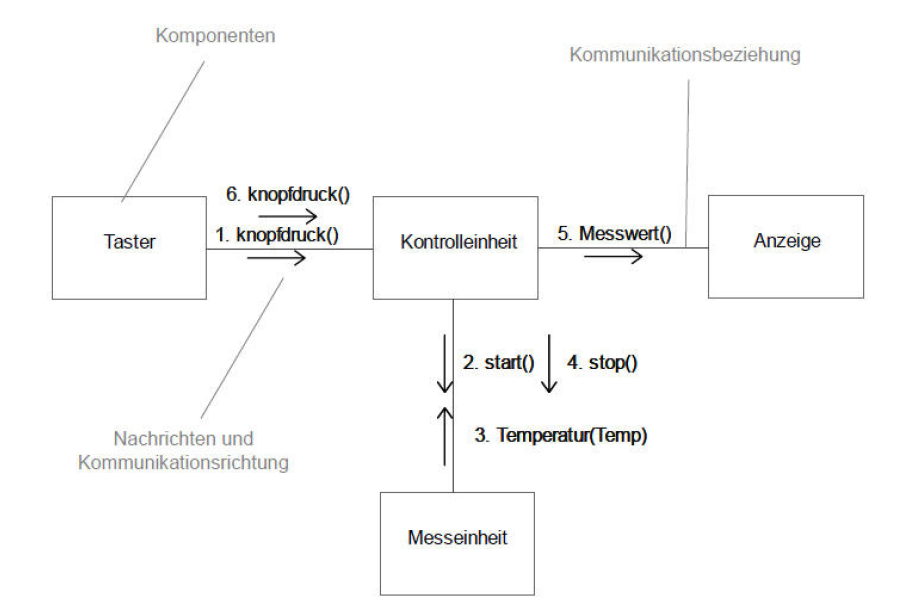 Komponenten
Kommunikationsbeziehung
6. knopfdruck()
1. knopfdruck()
Taster
Kontrolleinheit
5. Messwert()
Anzeige
2. start()
4. stop()
3. Temperatur(Temp)
Nachrichten und
Kommunikationsrichtung
Messeinheit